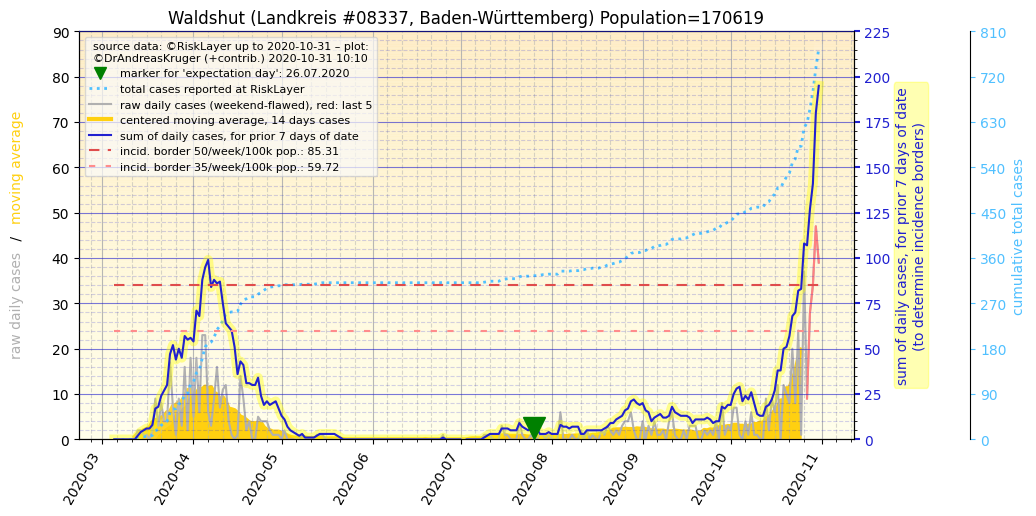 Waldshut (Landkreis #08337, Baden-Württemberg) Population=170619
source data: ©RiskLayer up to 2020-10-31 – plot:
©DrAndreasKruger (+contrib.) 2020-10-31 10:10
marker for 'expectation day': 26.07.2020
total cases reported at RiskLayer
raw daily cases (weekend-flawed), red: last 5
centered moving average, 14 days cases
sum of daily cases, for prior 7 days of date
incid. border 50/week/100k pop.: 85.31
incid. border 35/week/100k pop.: 59.72
raw daily cases / moving average
90
80
70
60
50
40
30
20
10
0
2020-03
2020-04
2020-05
2020-06
2020-07
2020-08
2020-09
2020-10
2020-11
225
200
175
150
125
100
75
50
25
0
sum of daily cases, for prior 7 days of date
(to determine incidence borders)
810
720
630
540
450
360
270
180
90
0
cumulative total cases